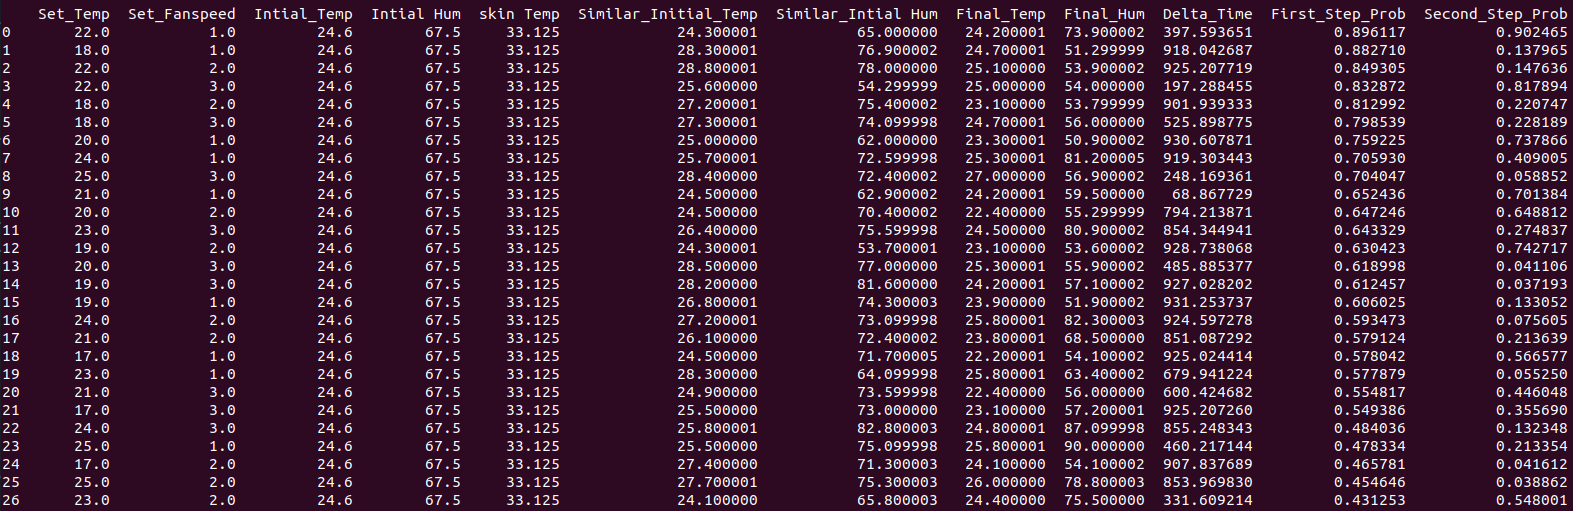 Set_Temp Set_Fanspeed Intial_Temp Intial Hum skin Temp Similar_Initial_Temp Similar_Intial Hum Final_Temp Final_Hum Delta_Time First_Step_Prob Second_Step_Prob
0 22.0 1.0 24.6 67.5 33.125 24.300001 65.000000 24.200001 73.900002 397.593651 0.896117 0.902465
1 18.0 1.0 24.6 67.5 33.125 28.300001 76.900002 24.700001 51.299999 918.042687 0.882710 0.137965
2 22.0 2.0 24.6 67.5 33.125 28.800001 78.000000 25.100000 53.900002 925.207719 0.849305 0.147636
3 22.0 3.0 24.6 67.5 33.125 25.600000 54.299999 25.000000 54.000000 197.288455 0.832872 0.817894
4 18.0 2.0 24.6 67.5 33.125 27.200001 75.400002 23.100000 53.799999 901.939333 0.812992 0.220747
5 18.0 3.0 24.6 67.5 33.125 27.300001 74.099998 24.700001 56.000000 525.898775 0.798539 0.228189
6 20.0 1.0 24.6 67.5 33.125 25.000000 62.000000 23.300001 50.900002 930.607871 0.759225 0.737866
7 24.0 1.0 24.6 67.5 33.125 25.700001 72.599998 25.300001 81.200005 919.303443 0.705930 0.409005
8 25.0 3.0 24.6 67.5 33.125 28.400000 72.400002 27.000000 56.900002 248.169361 0.704047 0.058852
9 21.0 1.0 24.6 67.5 33.125 24.500000 62.900002 24.200001 59.500000 68.867729 0.652436 0.701384
10 20.0 2.0 24.6 67.5 33.125 24.500000 70.400002 22.400000 55.299999 794.213871 0.647246 0.648812
11 23.0 3.0 24.6 67.5 33.125 26.400000 75.599998 24.500000 80.900002 854.344941 0.643329 0.274837
12 19.0 2.0 24.6 67.5 33.125 24.300001 53.700001 23.100000 53.600002 928.738068 0.630423 0.742717
13 20.0 3.0 24.6 67.5 33.125 28.500000 77.000000 25.300001 55.900002 485.885377 0.618998 0.041106
14 19.0 3.0 24.6 67.5 33.125 28.200001 81.600000 24.200001 57.100002 927.028202 0.612457 0.037193
15 19.0 1.0 24.6 67.5 33.125 26.800001 74.300003 23.900000 51.900002 931.253737 0.606025 0.133052
16 24.0 2.0 24.6 67.5 33.125 27.200001 73.099998 25.800001 82.300003 924.597278 0.593473 0.075605
17 21.0 2.0 24.6 67.5 33.125 26.100000 72.400002 23.800001 68.500000 851.087292 0.579124 0.213639
18 17.0 1.0 24.6 67.5 33.125 24.500000 71.700005 22.200001 54.100002 925.024414 0.578042 0.566577
19 23.0 1.0 24.6 67.5 33.125 28.300001 64.099998 25.800001 63.400002 679.941224 0.577879 0.055250
20 21.0 3.0 24.6 67.5 33.125 24.900000 73.599998 22.400000 56.000000 600.424682 0.554817 0.446048
21 17.0 3.0 24.6 67.5 33.125 25.500000 73.000000 23.100000 57.200001 925.207260 0.549386 0.355690
22 24.0 3.0 24.6 67.5 33.125 25.800001 82.800003 24.800001 87.099998 855.248343 0.484036 0.132348
23 25.0 1.0 24.6 67.5 33.125 25.500000 75.099998 25.800001 90.000000 460.217144 0.478334 0.213354
24 17.0 2.0 24.6 67.5 33.125 27.400000 71.300003 24.100000 54.100002 907.837689 0.465781 0.041612
25 25.0 2.0 24.6 67.5 33.125 27.700001 75.300003 26.000000 78.800003 853.969830 0.454646 0.038862
26 23.0 2.0 24.6 67.5 33.125 24.100000 65.800003 24.400000 75.500000 331.609214 0.431253 0.548001